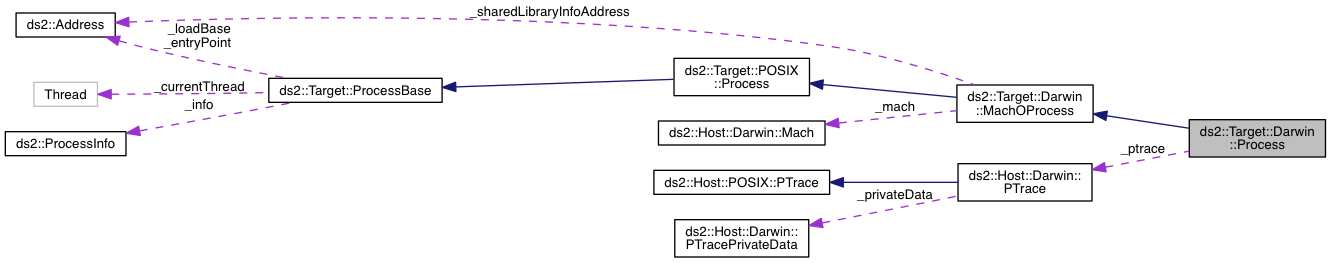 ds2::Address
_loadBase
_entryPoint
_sharedLibraryInfoAddress
Thread
_currentThread
_info
ds2::ProcessInfo
ds2::Target::ProcessBase
ds2::Target::POSIX
::Process
ds2::Host::Darwin::Mach
_mach
ds2::Target::Darwin
::MachOProcess
ds2::Target::Darwin
::Process
_ptrace
ds2::Host::POSIX::PTrace
ds2::Host::Darwin::
PTrace
_privateData
ds2::Host::Darwin::
PTracePrivateData